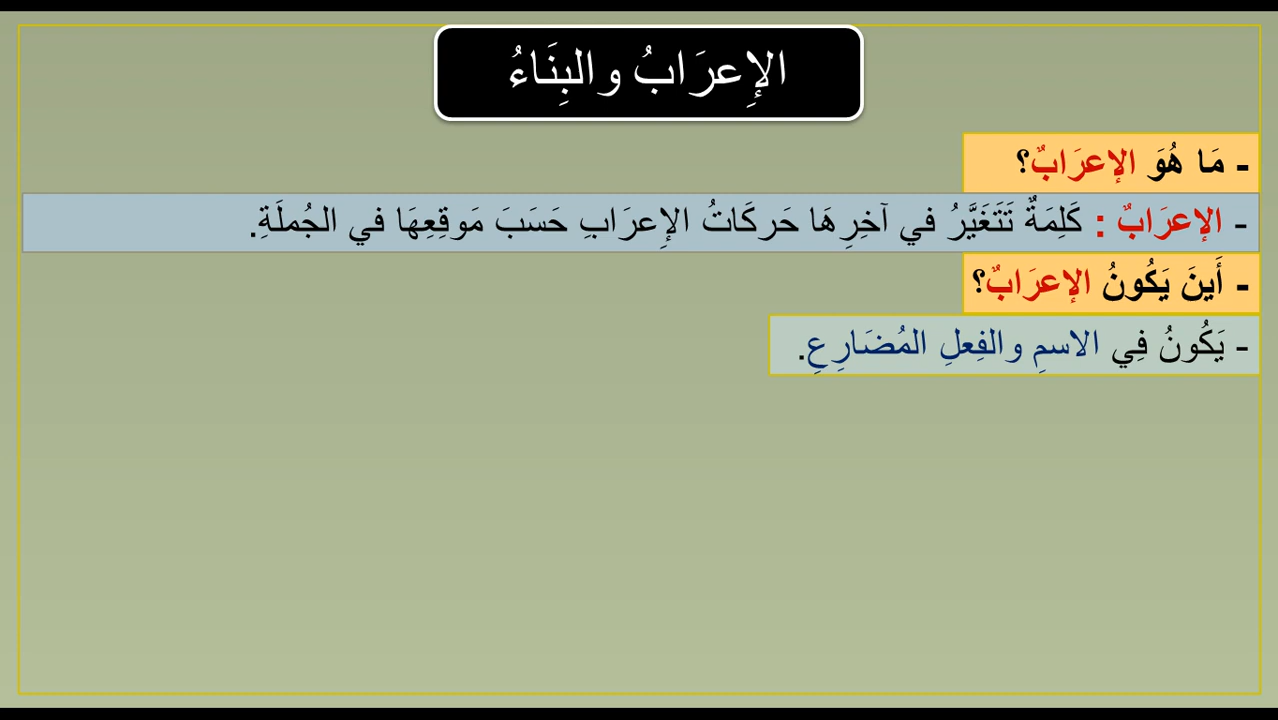 الإِعرَابُ والبِنَاءُ
- مَا هُوَ الإعرَابٌ؟
- الإعرَابٌ : كَلِمَةٌ تَتَغَيَّرُ في آخِرِهَا حَركَاتُ الإِعرَابِ حَسَبَ مَوقِعِهَا في الجُملَةِ.
- أَينَ يَكُونُ الإعرَابٌ؟
- يَكُونُ فِي الاسمِ والفِعلِ المُضَارِعِ.